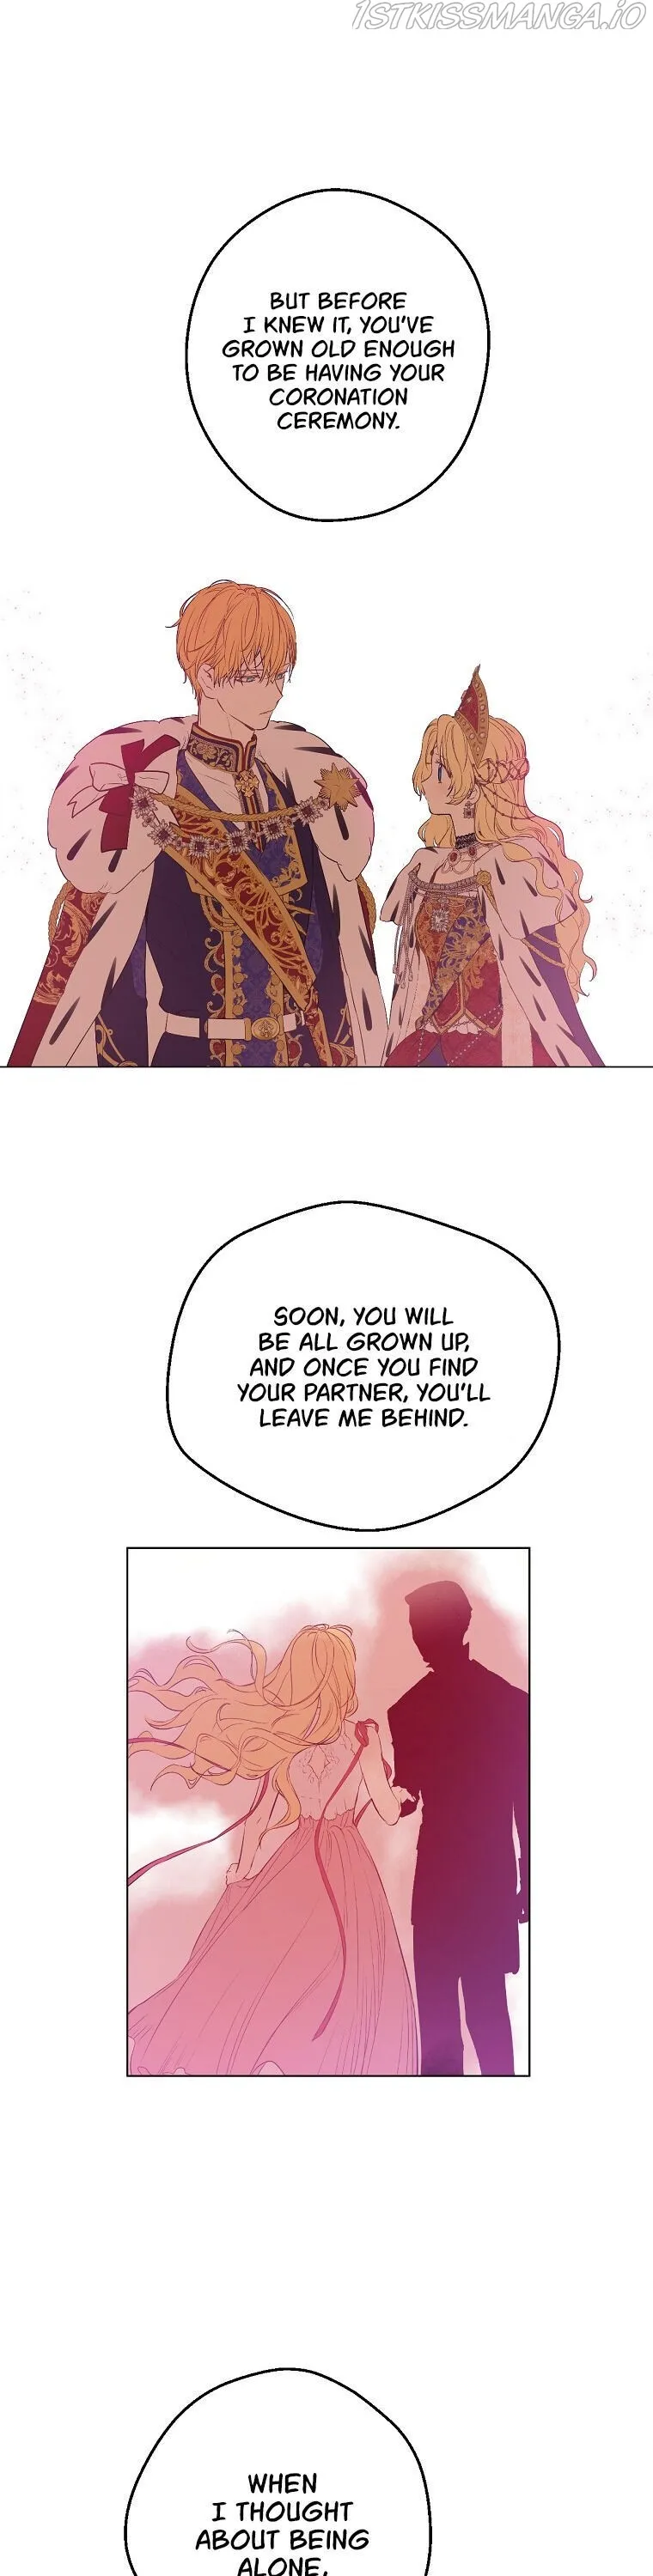 1STKISSMANGA.IO
BUT BEFORE
I KNEW IT, YOU'VE
GROWN OLD ENOUGH
TO BE HAVING YOUR
CORONATION
CEREMONY.
SOON, YOU WILL
BE ALL GROWN UP,
AND ONCE YOU FIND
YOUR PARTNER, YOU'LL
LEAVE ME BEHIND.
WHEN
I THOUGHT
ABOUT BEING
ALONE,